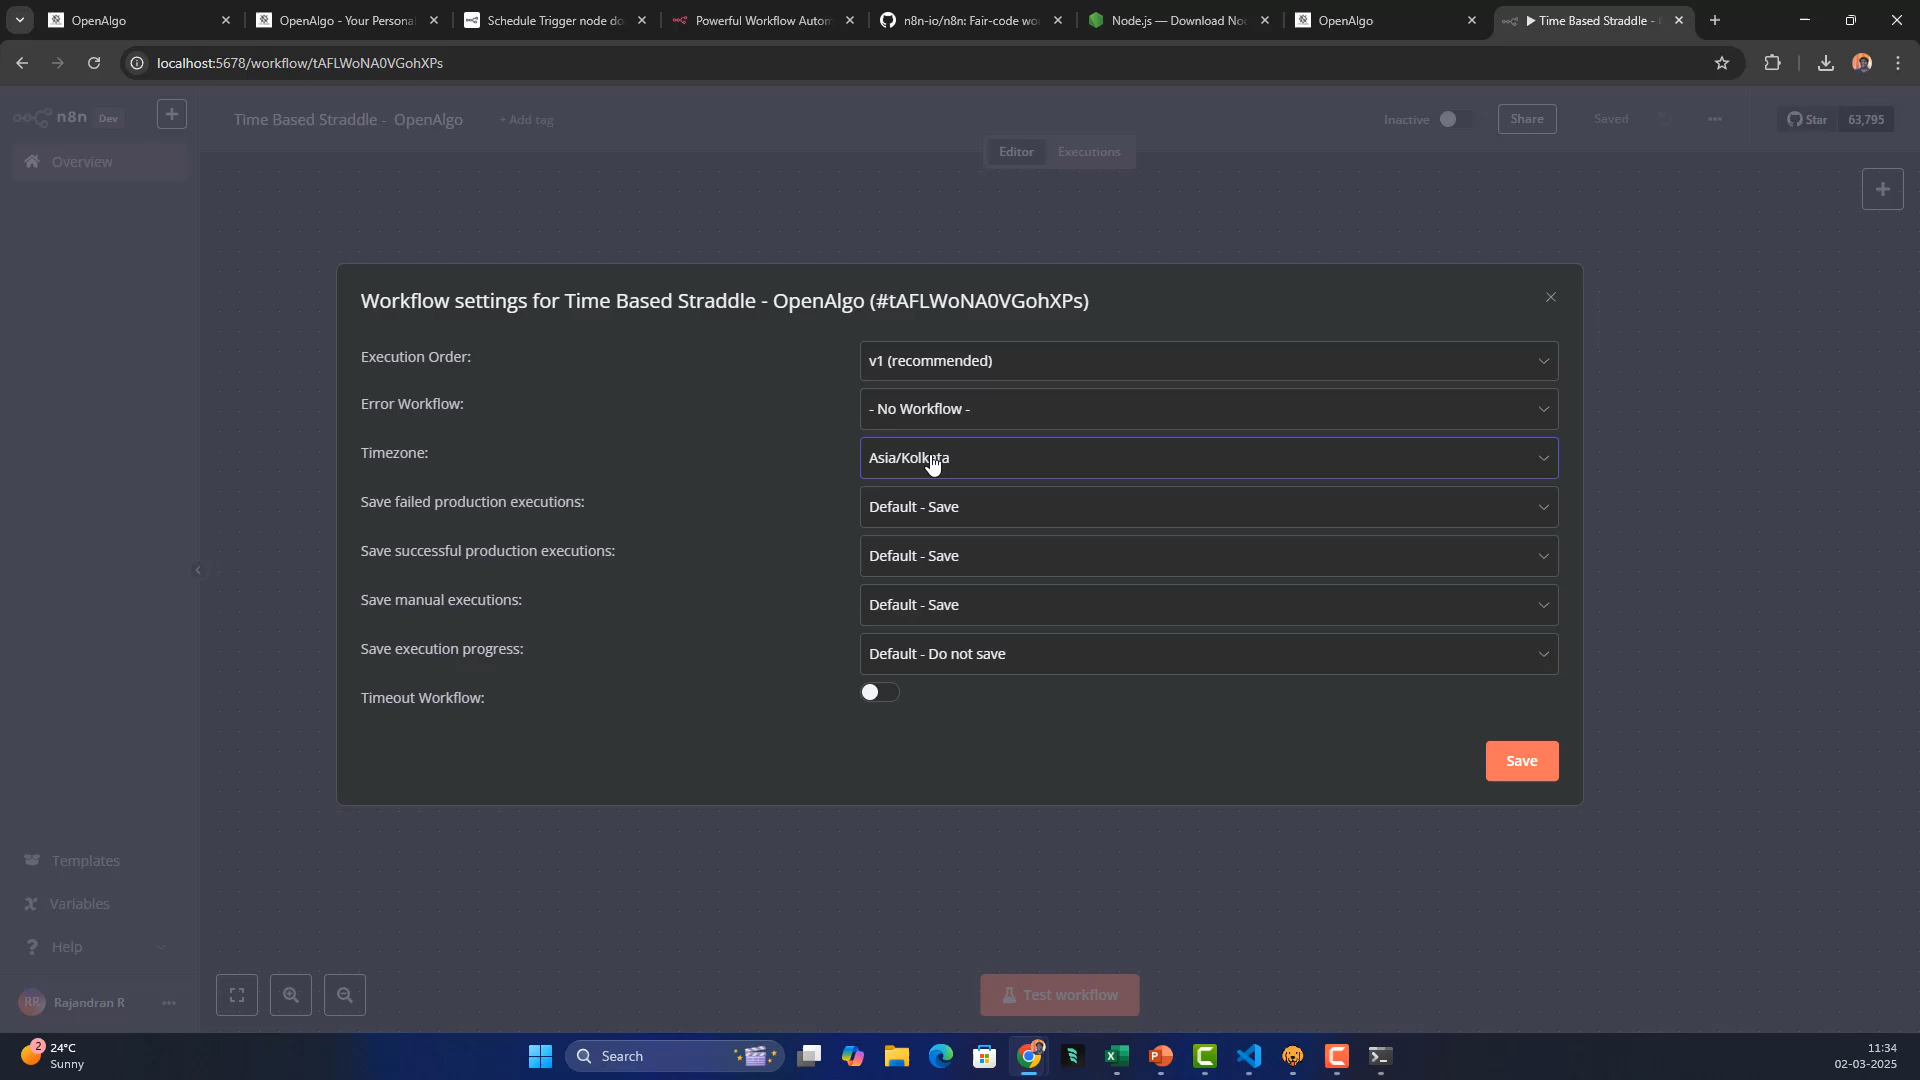 OpenAlgo
OpenAlgo - Your Persona
Schedule Trigger node do
Powerful Workflow Autom
n8n-io/n8n: Fair-code wo
Node.js — Download No
OpenAlgo
Time Based Straddle -
localhost:5678/workflow/tAFLWoNA0VGohXPs
n8n Dev
Time Based Straddle - OpenAlgo + Add tag
Inactive Share Saved
Star 63,795
Editor Executions
Overview
Workflow settings for Time Based Straddle - OpenAlgo (#tAFLWoNA0VGohXPs)
Execution Order: v1 (recommended)
Error Workflow: - No Workflow -
Timezone: Asia/Kolkata
Save failed production executions: Default - Save
Save successful production executions: Default - Save
Save manual executions: Default - Save
Save execution progress: Default - Do not save
Timeout Workflow:
Save
Templates
Variables
Help
RR Rajandran R
Test workflow
2 24°C
Sunny
Search
11:34
02-03-2025